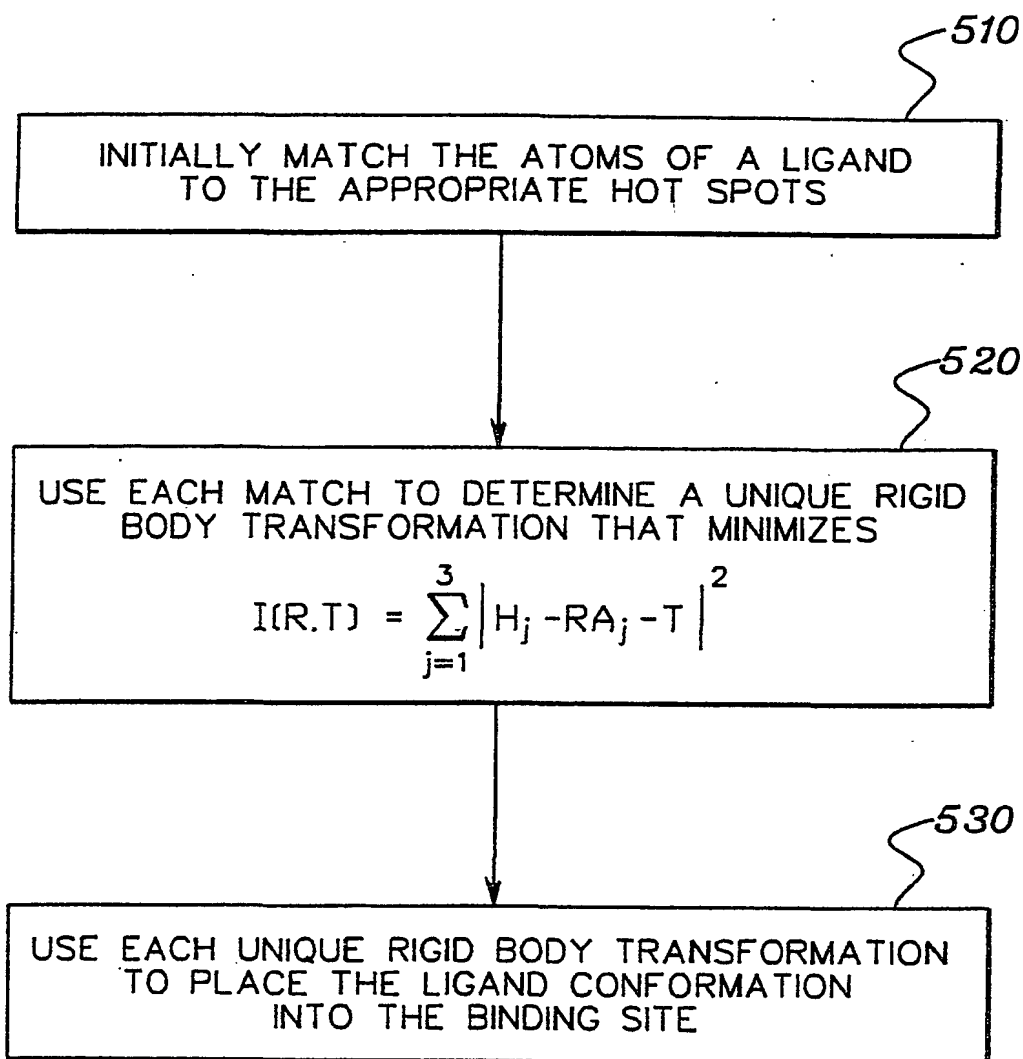 510
INITIALLY MATCH THE ATOMS OF A LIGAND
TO THE APPROPRIATE HOT SPOTS
520
USE EACH MATCH TO DETERMINE A UNIQUE RIGID
BODY TRANSFORMATION THAT MINIMIZES
I(R.T) = \sum_{j=1}^{3} |H_j -RA_j -T|^2
530
USE EACH UNIQUE RIGID BODY TRANSFORMATION
TO PLACE THE LIGAND CONFORMATION
INTO THE BINDING SITE